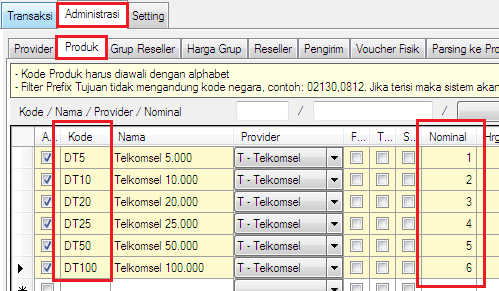 Transaksi Administrasi Setting
Provider Produk Grup Reseller Harga Grup Reseller Pengirim Voucher Fisik Parsing ke Pro
- Kode Produk harus diawali dengan alphabet
- Filter Prefix Tujuan tidak mengandung kode negara, contoh: 02130,0812. Jika terisi maka sistem akan
Kode / Nama / Provider / Nominal / /
A... Kode Nama Provider F... T... S... Nominal Hrg
DT5 Telkomsel 5.000 T - Telkomsel 1
DT10 Telkomsel 10.000 T - Telkomsel 2
DT20 Telkomsel 20.000 T - Telkomsel 3
DT25 Telkomsel 25.000 T - Telkomsel 4
DT50 Telkomsel 50.000 T - Telkomsel 5
DT100 Telkomsel 100.000 T - Telkomsel 6